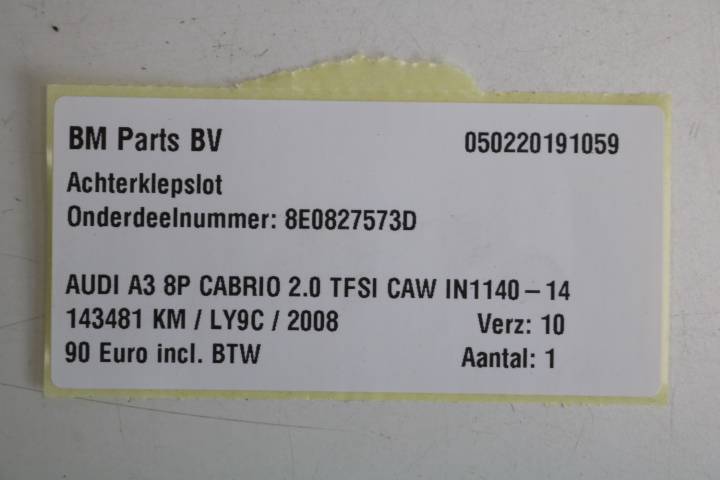 BM Parts BV 050220191059
Achterklepslot
Onderdeelnummer: 8E0827573D
AUDI A3 8P CABRIO 2.0 TFSI CAW IN1140-14
143481 KM / LY9C / 2008 Verz: 10
90 Euro incl. BTW Aantal: 1